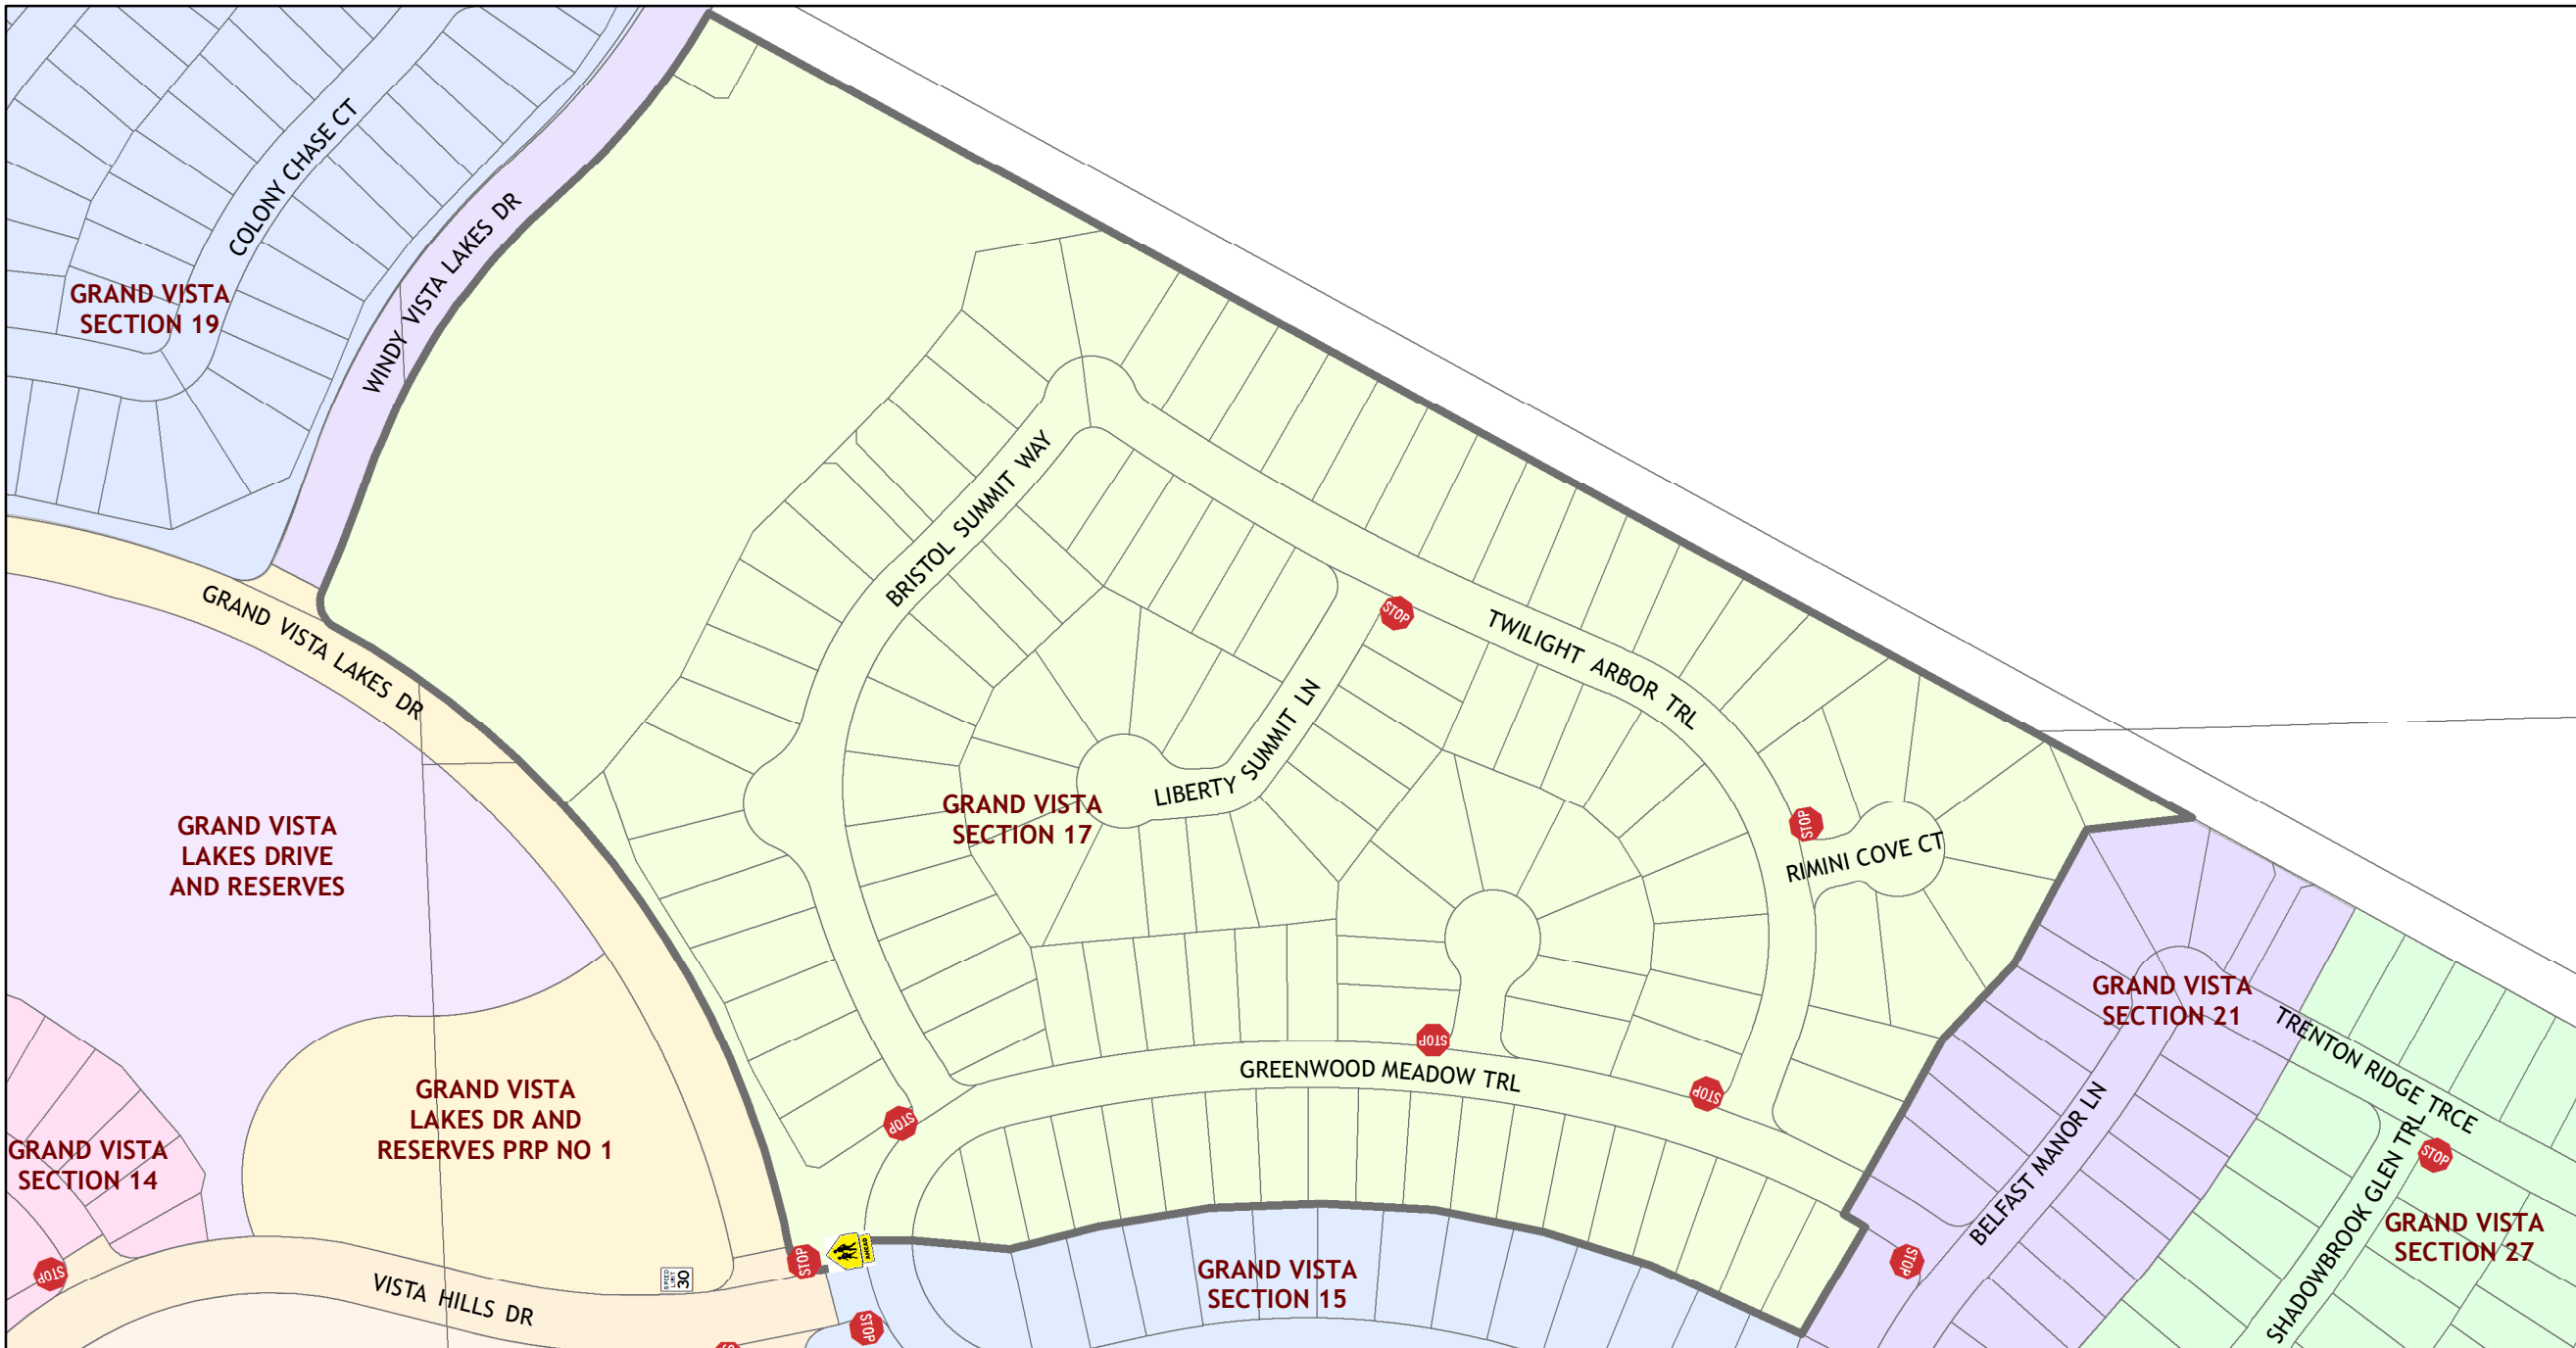 COLONY CHASE CT
WINDY VISTA LAKES DR
GRAND VISTA
SECTION 19
GRAND VISTA LAKES DR
BRISTOL SUMMIT WAY
TWILIGHT ARBOR TRL
STOP
LIBERTY SUMMIT LN
GRAND VISTA
SECTION 17
STOP
RIMINI COVE CT
GRAND VISTA
LAKES DRIVE
AND RESERVES
GRAND VISTA
SECTION 21
TRENTON RIDGE TRCE
STOP
GREENWOOD MEADOW TRL
STOP
STOP
GRAND VISTA
LAKES DR AND
RESERVES PRP NO 1
GRAND VISTA
SECTION 14
BELFAST MANOR LN
SHADOWBROOK GLEN TRL
STOP
GRAND VISTA
SECTION 27
STOP
STOP
AHEAD
STOP
SPEED
LIMIT
30
VISTA HILLS DR
GRAND VISTA
SECTION 15
STOP
STOP